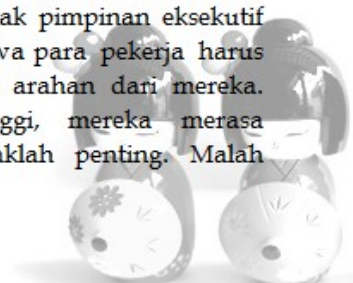 ak pimpinan eksekutif
wa para pekerja harus
arahan dari mereka.
ggi, mereka merasa
aklah penting. Malah